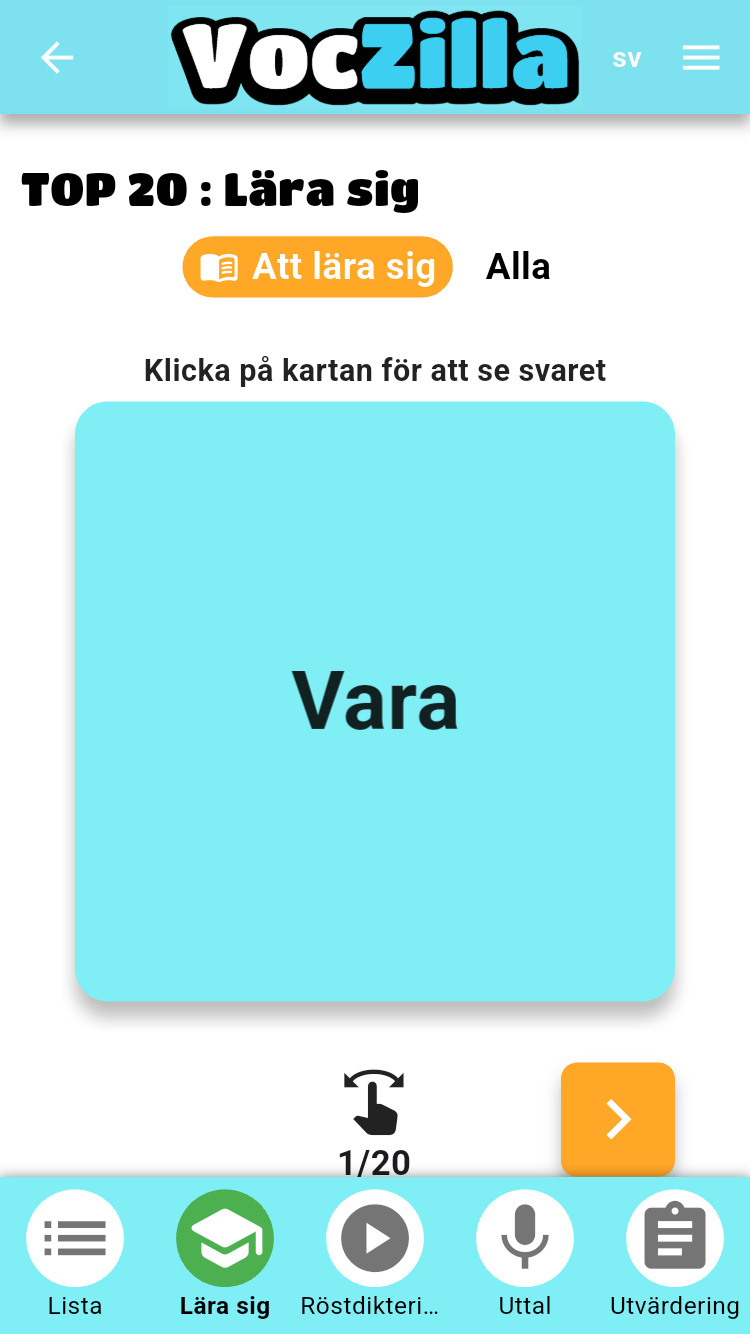 VocZilla
sv
TOP 20 : Lära sig
Att lära sig
Alla
Klicka på kartan för att se svaret
Vara
1/20
Lista
Lära sig
Röstdikteri...
Uttal
Utvärdering